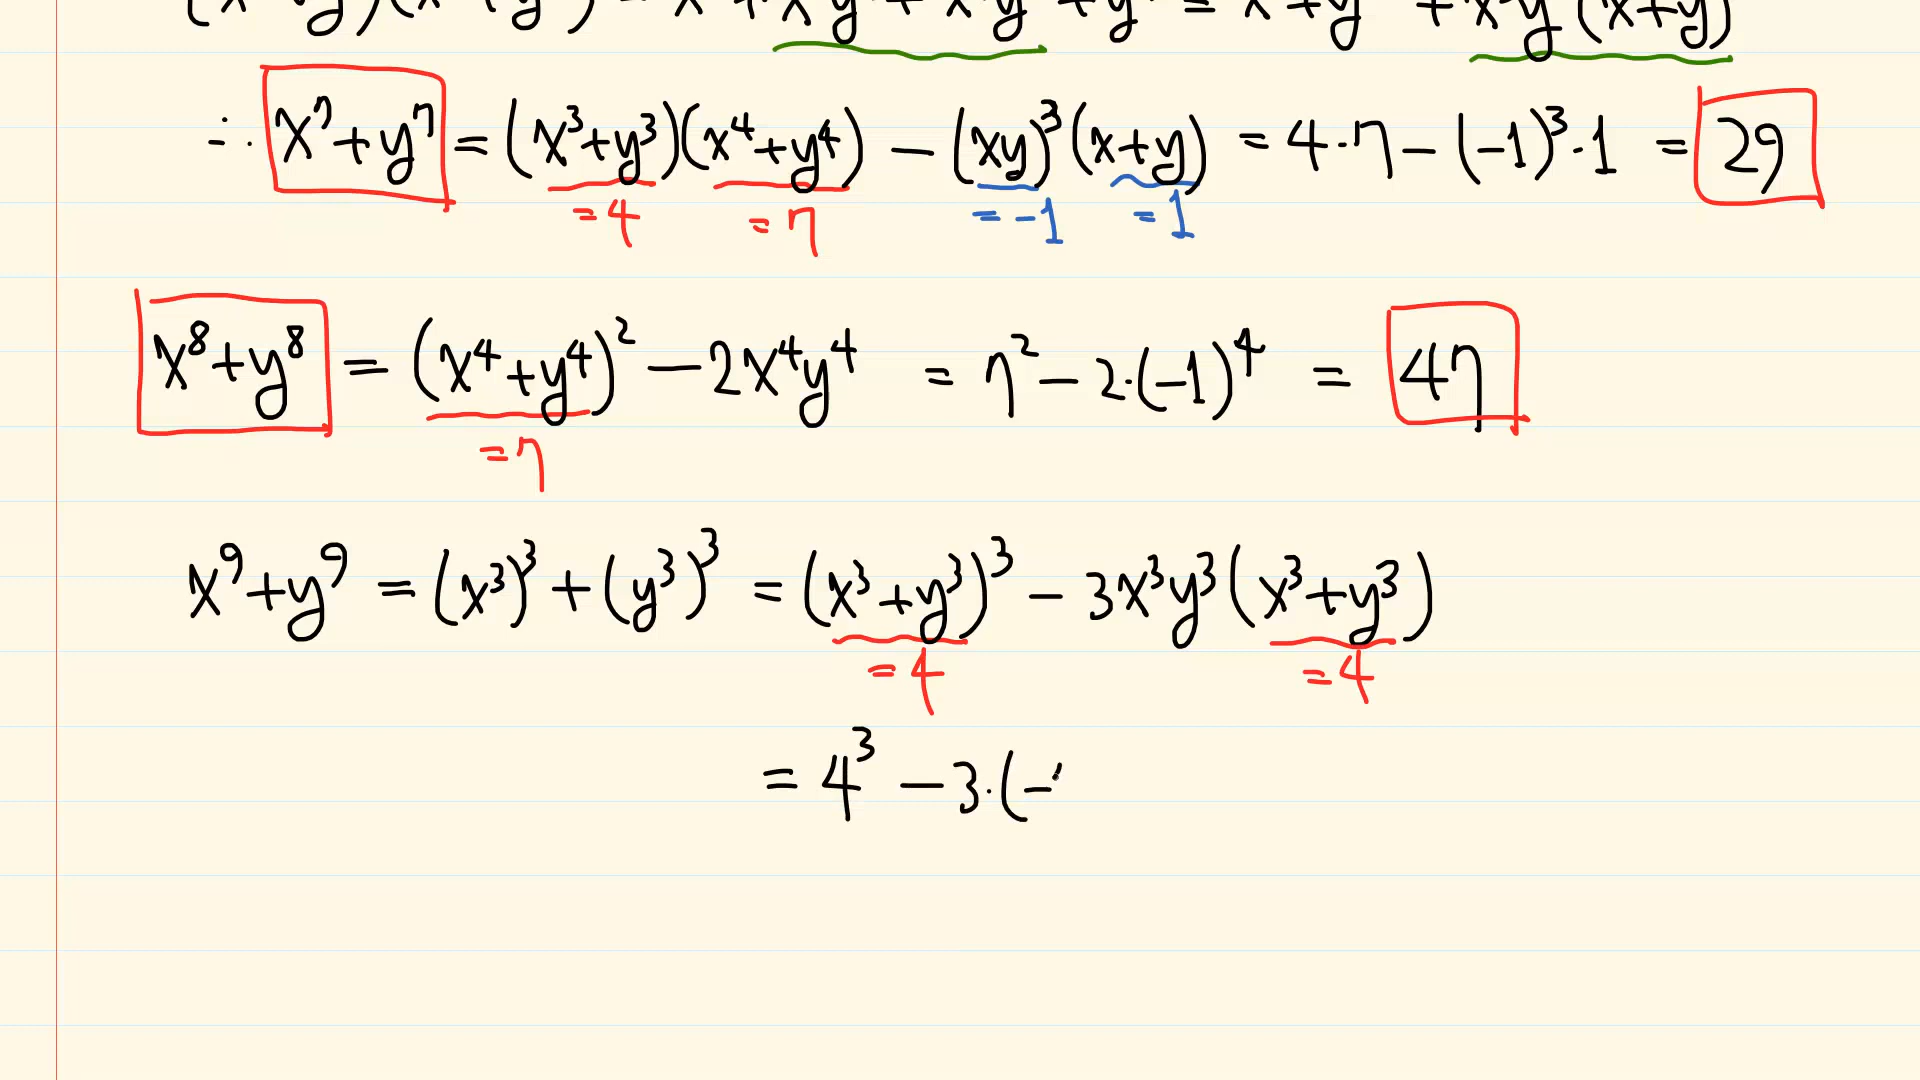 ∴ x⁷+y⁷ = (x³+y³)(x⁴+y⁴) − (xy)³(x+y) = 4·7 − (−1)³·1 = 29
=4 =7 =−1 =1
x⁸+y⁸ = (x⁴+y⁴)² − 2x⁴y⁴ = 7² − 2·(−1)⁴ = 47
=7
x⁹+y⁹ = (x³)³ + (y³)³ = (x³+y³)³ − 3x³y³(x³+y³)
=4 =4
= 4³ − 3·(−